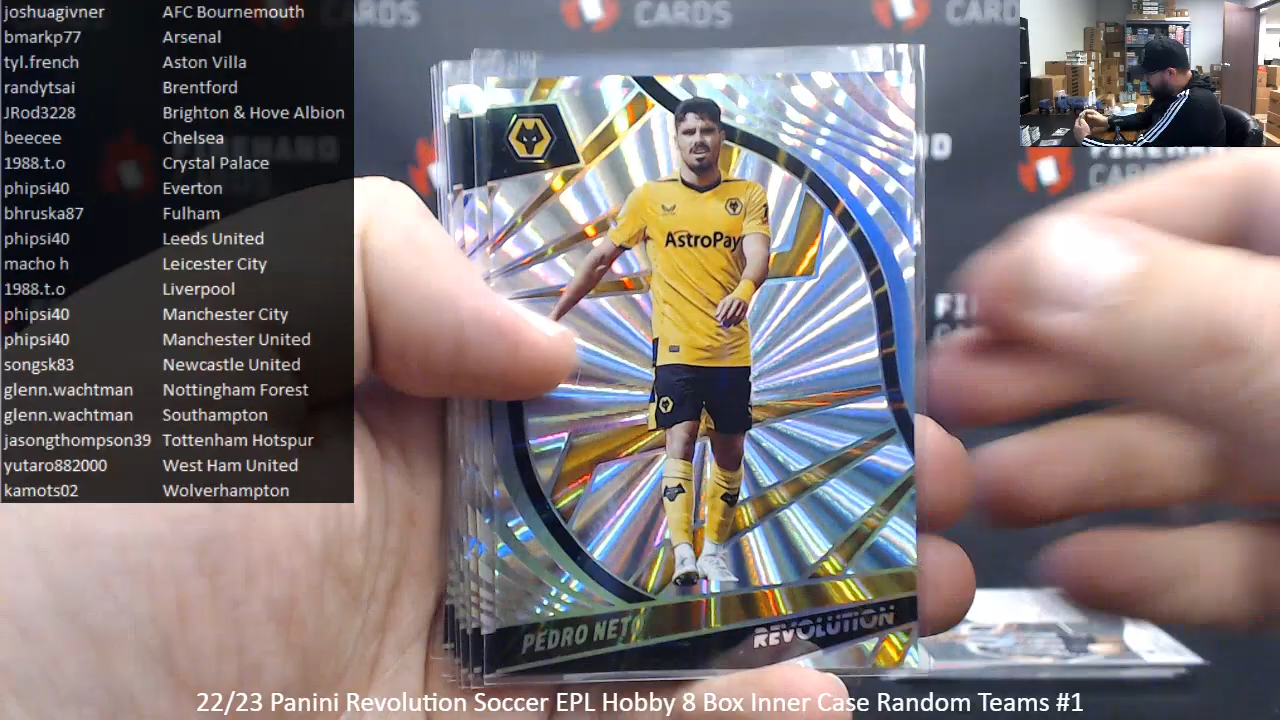 joshuagivner AFC Bournemouth
bmarkp77 Arsenal
tyl.french Aston Villa
randytsai Brentford
JRod3228 Brighton & Hove Albion
beecee Chelsea
1988.t.o Crystal Palace
phipsi40 Everton
bhruska87 Fulham
phipsi40 Leeds United
macho h Leicester City
1988.t.o Liverpool
phipsi40 Manchester City
phipsi40 Manchester United
songsk83 Newcastle United
glenn.wachtman Nottingham Forest
glenn.wachtman Southampton
jasongthompson39 Tottenham Hotspur
yutaro882000 West Ham United
kamots02 Wolverhampton
CARDS
CARDS
CARDS
AstroPay
PEDRO NETO
REVOLUTION
22/23 Panini Revolution Soccer EPL Hobby 8 Box Inner Case Random Teams #1